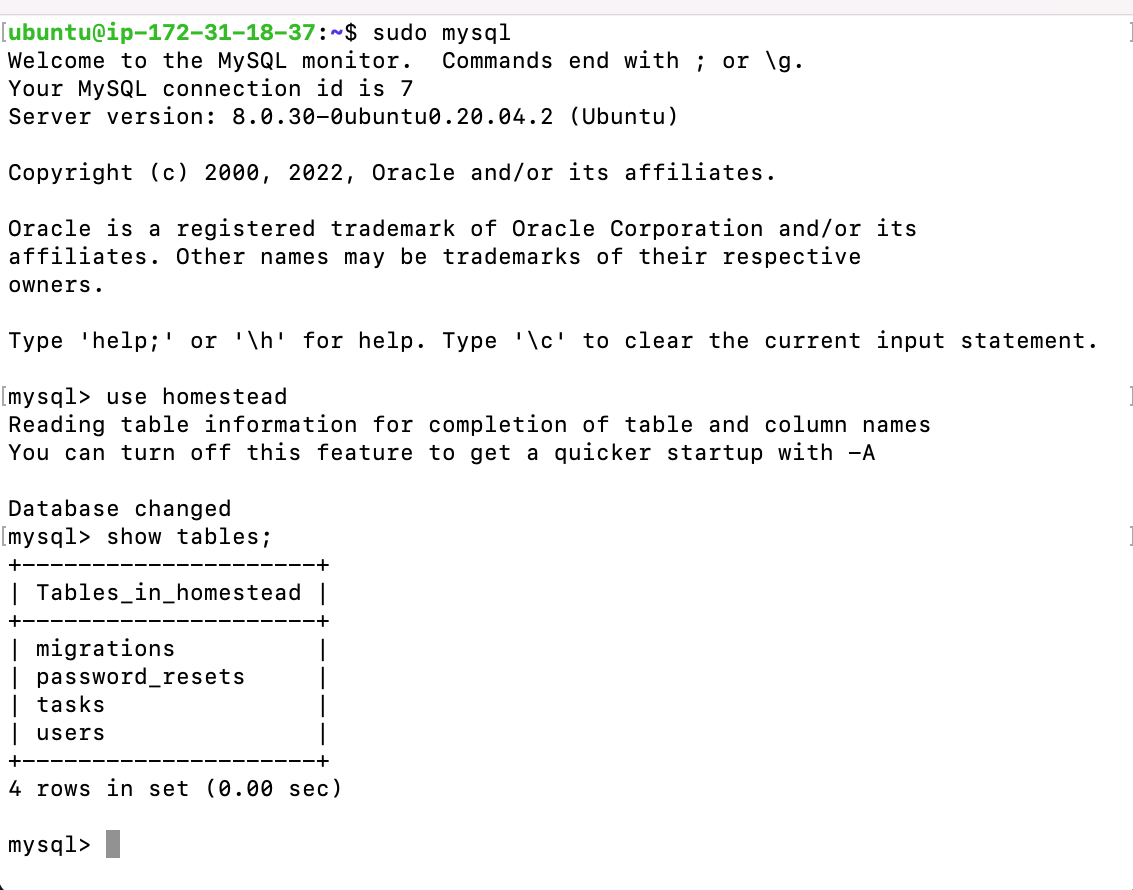 [ubuntu@ip-172-31-18-37:~$ sudo mysql ]
Welcome to the MySQL monitor.  Commands end with ; or \g.
Your MySQL connection id is 7
Server version: 8.0.30-0ubuntu0.20.04.2 (Ubuntu)

Copyright (c) 2000, 2022, Oracle and/or its affiliates.

Oracle is a registered trademark of Oracle Corporation and/or its
affiliates. Other names may be trademarks of their respective
owners.

Type 'help;' or '\h' for help. Type '\c' to clear the current input statement.

[mysql> use homestead ]
Reading table information for completion of table and column names
You can turn off this feature to get a quicker startup with -A

Database changed
[mysql> show tables; ]
+---------------------+
| Tables_in_homestead |
+---------------------+
| migrations          |
| password_resets     |
| tasks               |
| users               |
+---------------------+
4 rows in set (0.00 sec)

mysql>